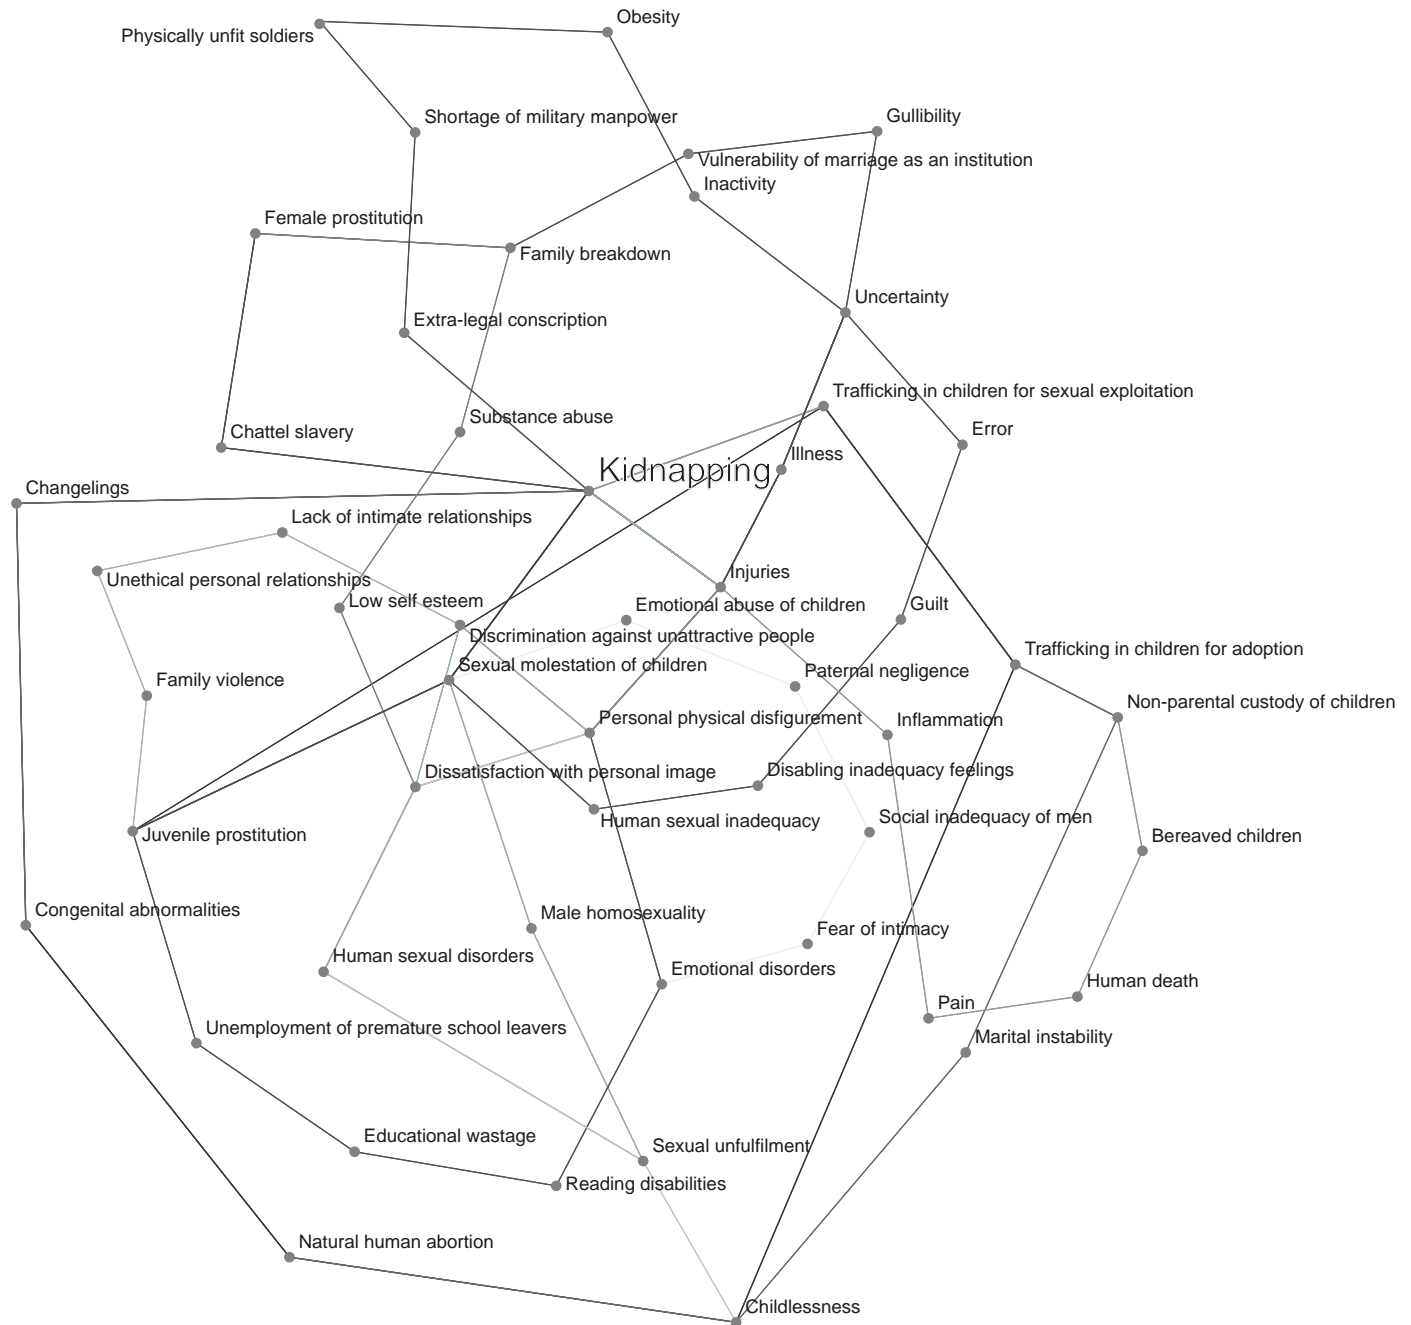 Obesity
Physically unfit soldiers
Shortage of military manpower
Gullibility
Vulnerability of marriage as an institution
Inactivity
Female prostitution
Family breakdown
Uncertainty
Extra-legal conscription
Trafficking in children for sexual exploitation
Substance abuse
Error
Chattel slavery
Illness
Kidnapping
Changelings
Lack of intimate relationships
Injuries
Unethical personal relationships
Low self esteem
Emotional abuse of children
Guilt
Discrimination against unattractive people
Trafficking in children for adoption
Sexual molestation of children
Paternal negligence
Family violence
Non-parental custody of children
Personal physical disfigurement
Inflammation
Dissatisfaction with personal image
Disabling inadequacy feelings
Human sexual inadequacy
Social inadequacy of men
Juvenile prostitution
Bereaved children
Congenital abnormalities
Male homosexuality
Fear of intimacy
Human sexual disorders
Emotional disorders
Human death
Pain
Unemployment of premature school leavers
Marital instability
Educational wastage
Sexual unfulfilment
Reading disabilities
Natural human abortion
Childlessness